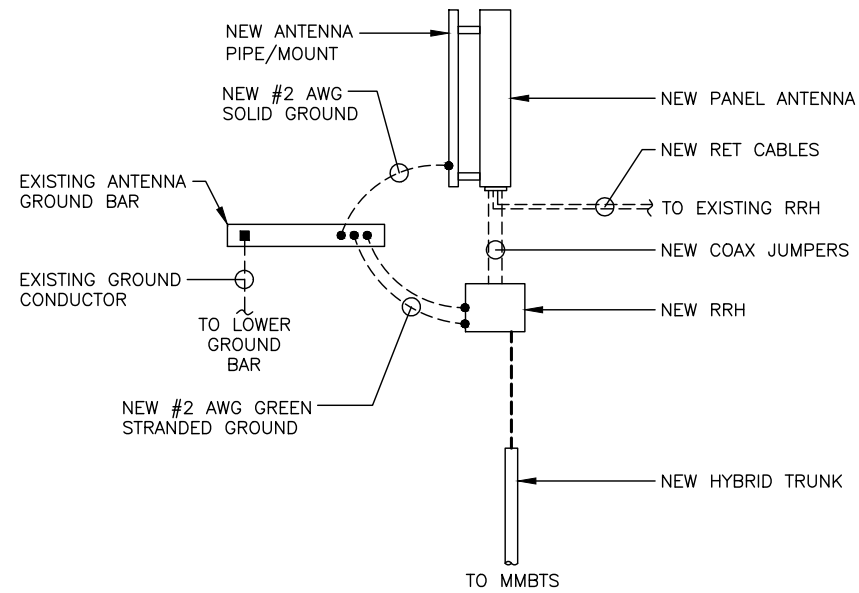 NEW ANTENNA
PIPE/MOUNT
NEW #2 AWG
SOLID GROUND
NEW PANEL ANTENNA
NEW RET CABLES
EXISTING ANTENNA
GROUND BAR
TO EXISTING RRH
NEW COAX JUMPERS
EXISTING GROUND
CONDUCTOR
NEW RRH
TO LOWER
GROUND
BAR
NEW #2 AWG GREEN
STRANDED GROUND
NEW HYBRID TRUNK
TO MMBTS